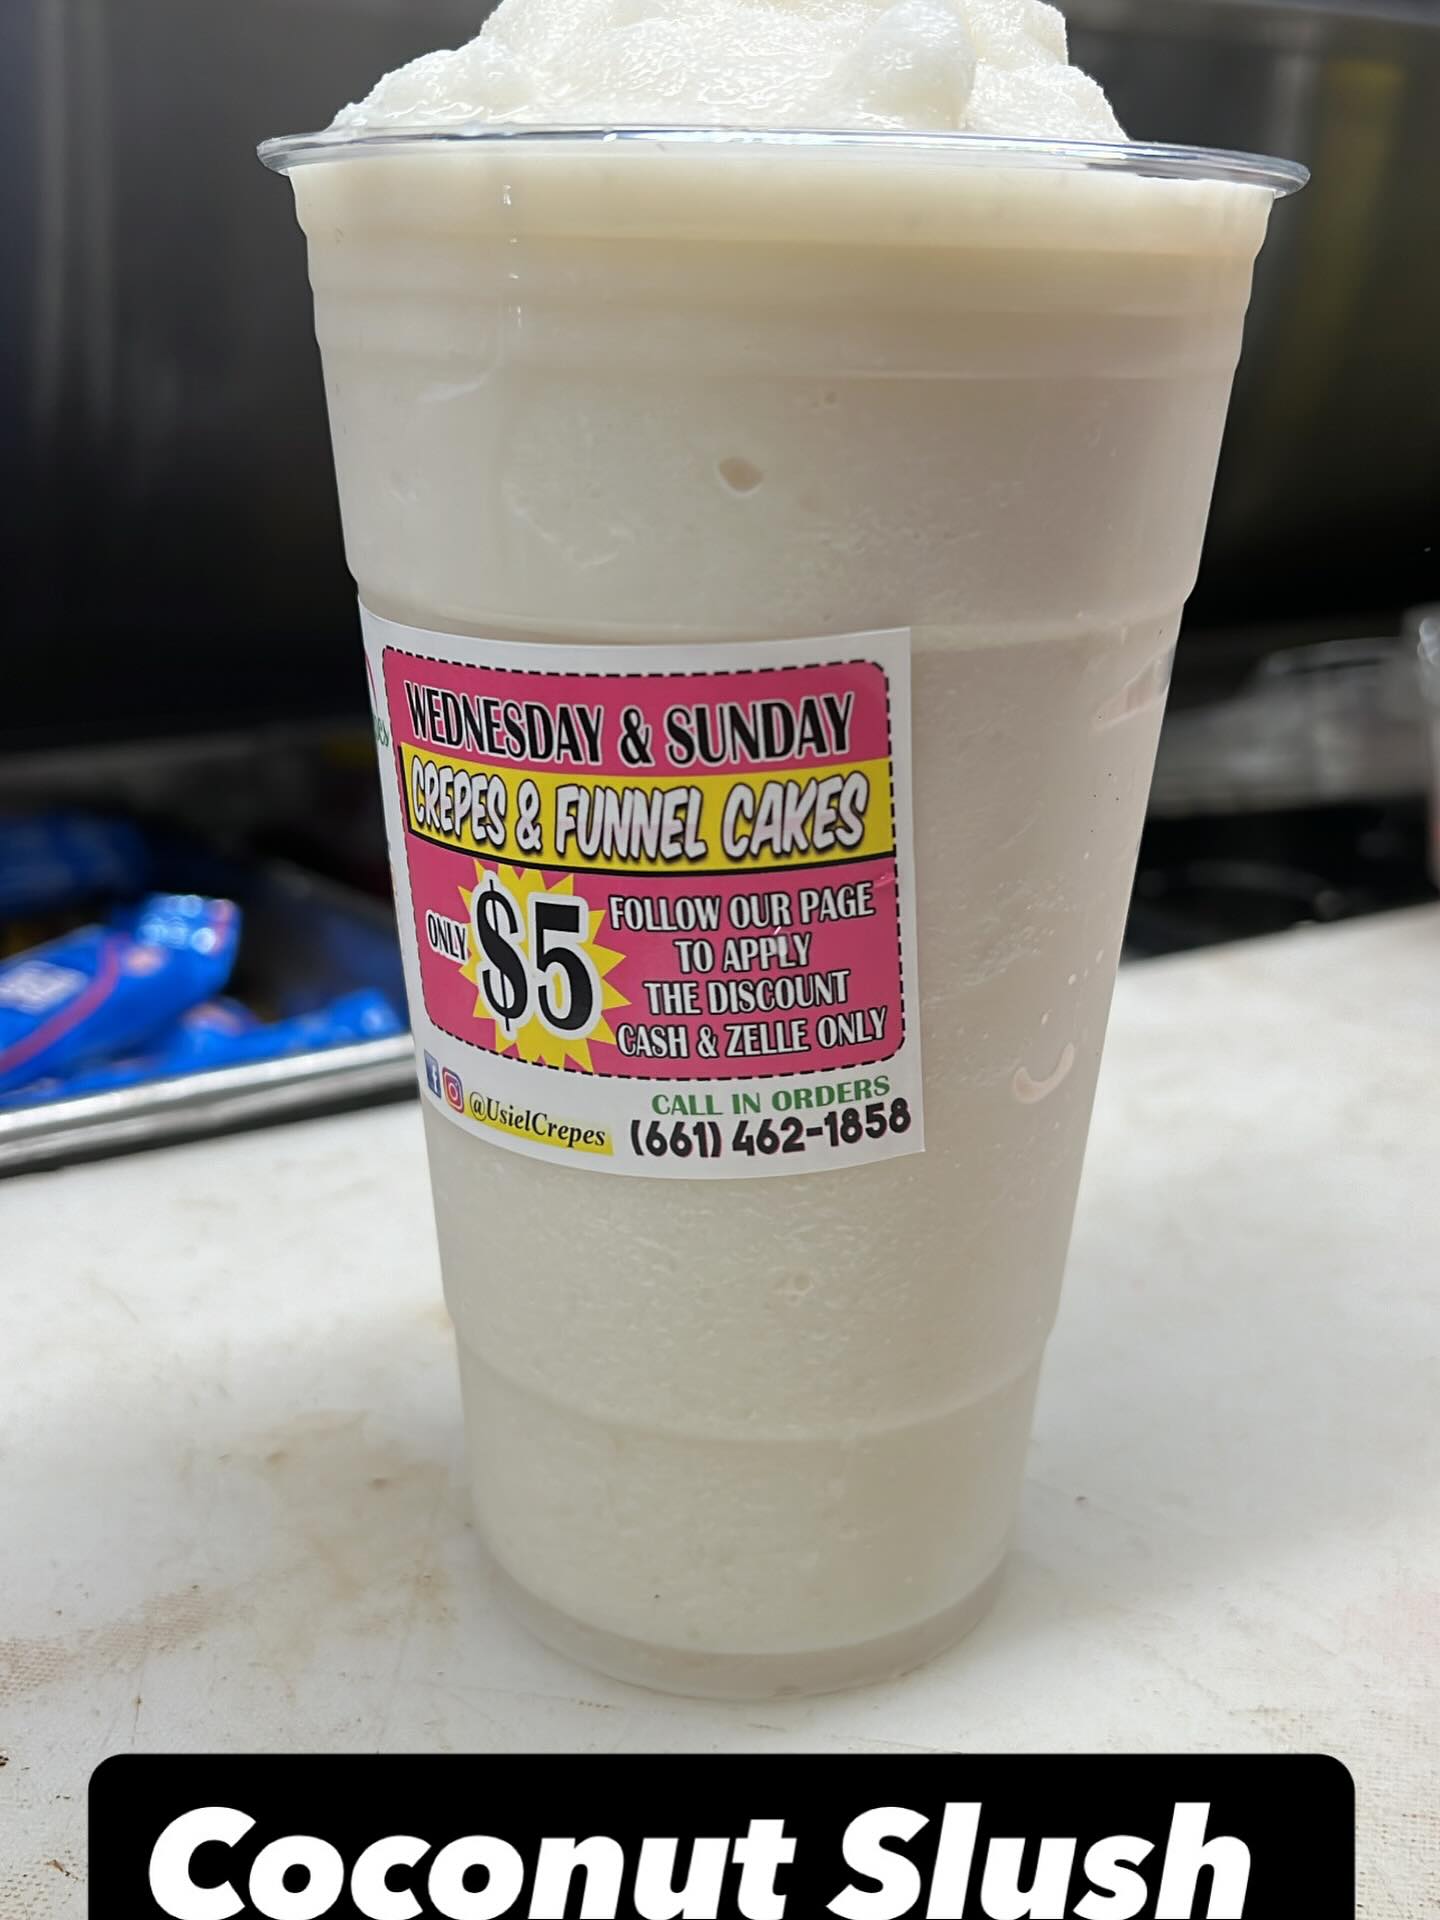 WEDNESDAY & SUNDAY
CREPES & FUNNEL CAKES
ONLY $5
FOLLOW OUR PAGE
TO APPLY
THE DISCOUNT
CASH & ZELLE ONLY
@UsielCrepes
CALL IN ORDERS
(661) 462-1858
Coconut Slush